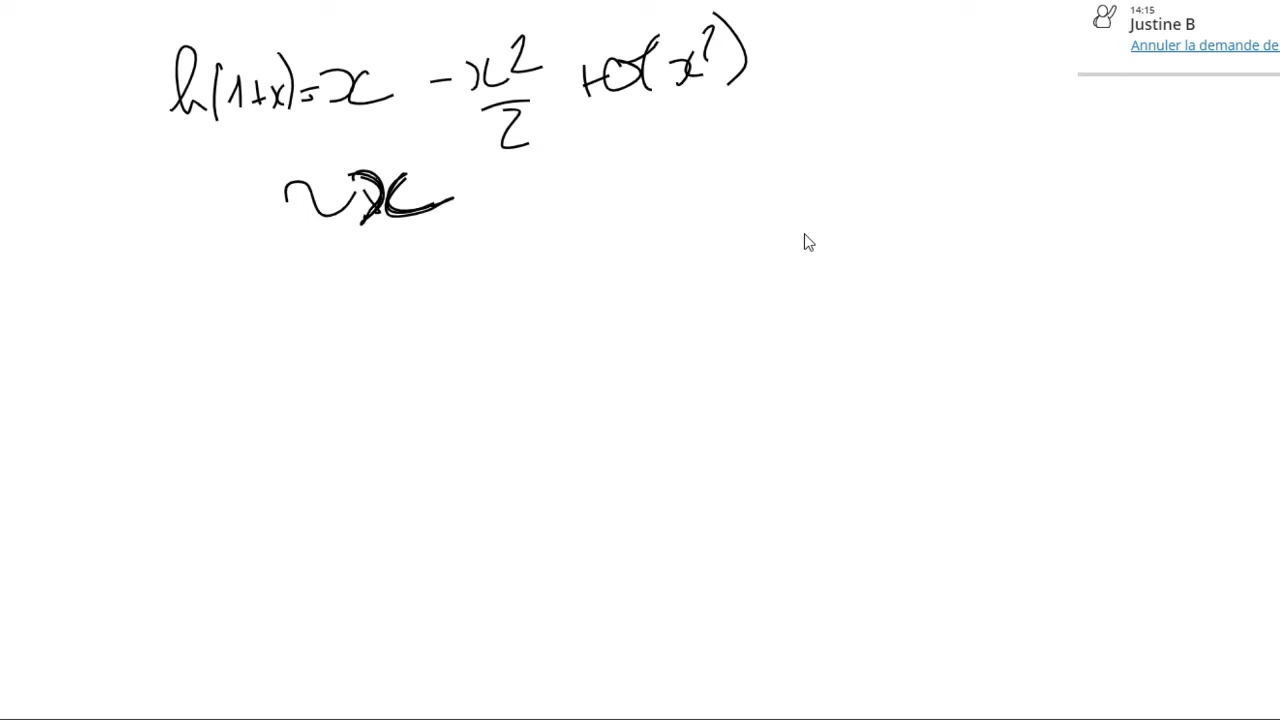 ln(1+x)=x - x²/2 + o(x²)
~x
14:15
Justine B
Annuler la demande de